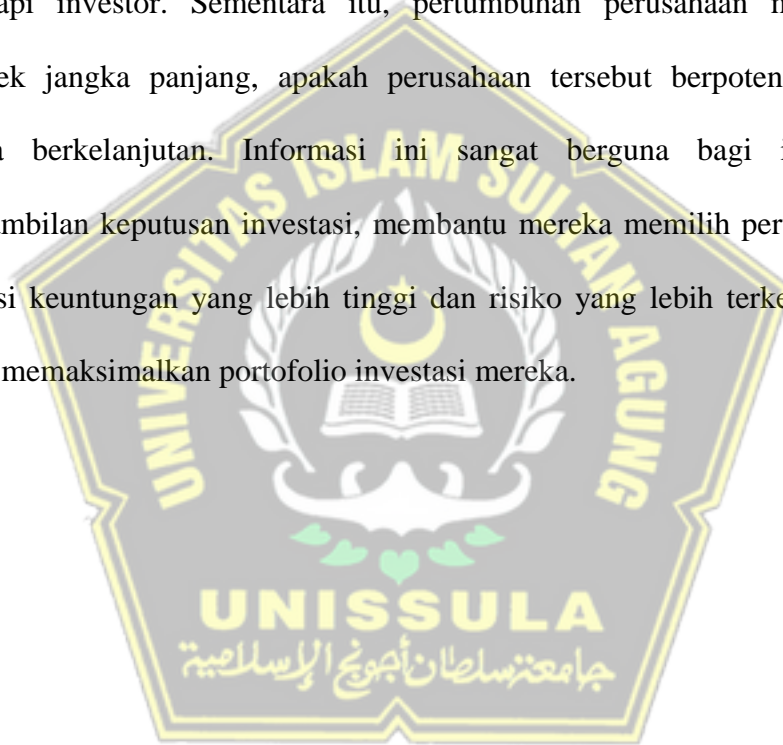 api investor. Sementara itu, pertumbuhan perusahaan
ek jangka panjang, apakah perusahaan tersebut berpoten
berkelanjutan. Informasi ini sangat berguna bagi
mbilan keputusan investasi, membantu mereka memilih per
si keuntungan yang lebih tinggi dan risiko yang lebih terke
memaksimalkan portofolio investasi mereka.
UNIVERSITAS ISLAM SULTAN AGUNG
UNISSULA
جامعة سلطان أجونج الإسلامية